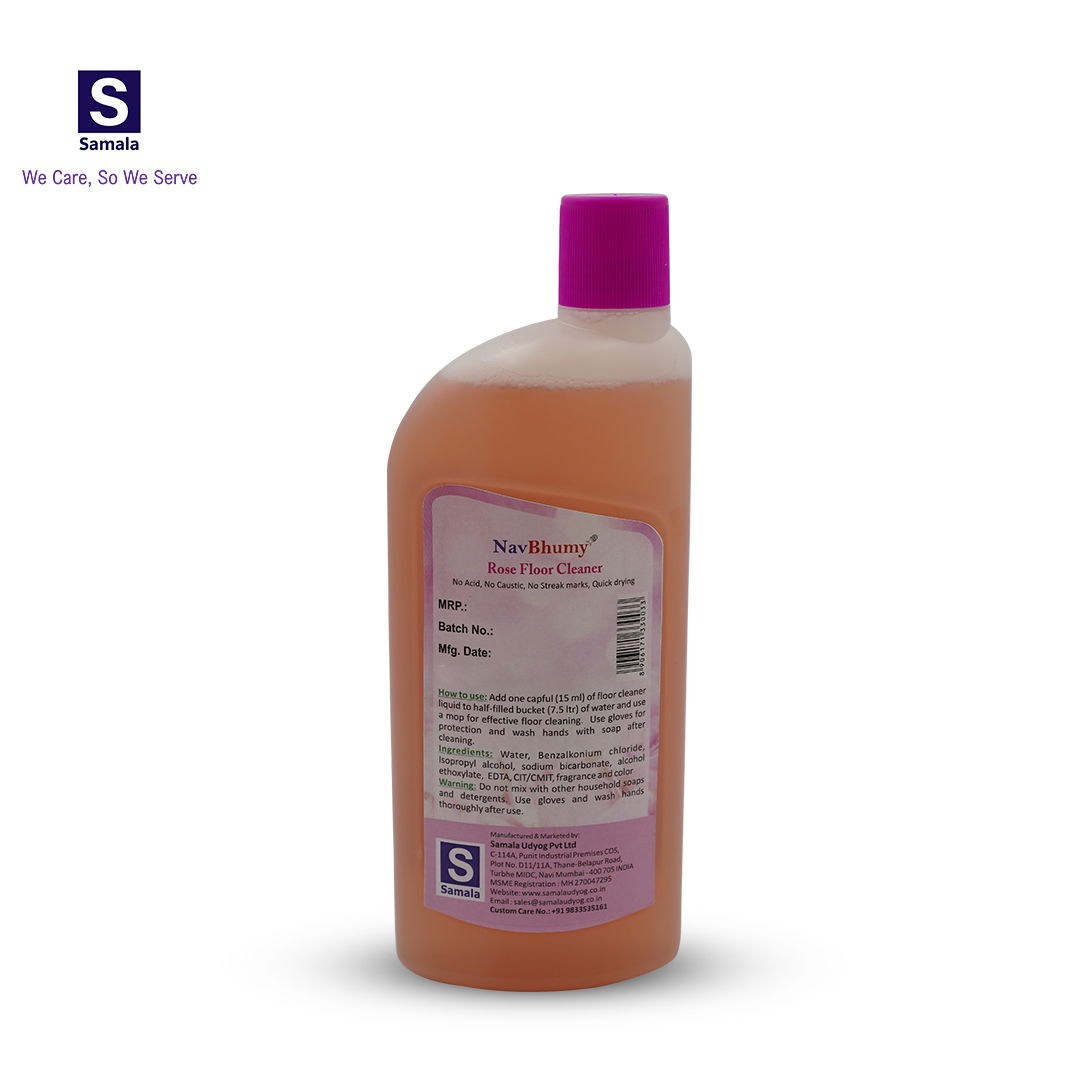 S
Samala
We Care, So We Serve
NavBhumy®
Rose Floor Cleaner
No Acid, No Caustic, No Streak marks, Quick drying
MRP.:
Batch No.:
Mfg. Date:
8906171330033
How to use: Add one capful (15 ml) of floor cleaner
liquid to half-filled bucket (7.5 ltr) of water and use
a mop for effective floor cleaning. Use gloves for
protection and wash hands with soap after
cleaning.
Ingredients: Water, Benzalkonium chloride,
Isopropyl alcohol, sodium bicarbonate, alcohol
ethoxylate, EDTA, CIT/CMIT, fragrance and color
Warning: Do not mix with other household soaps
and detergents. Use gloves and wash hands
thoroughly after use.
S
Samala
Manufactured & Marketed by:
Samala Udyog Pvt Ltd
C-114A, Punit Industrial Premises COS,
Plot No. D11/11A, Thane-Belapur Road,
Turbhe MIDC, Navi Mumbai - 400 705 INDIA
MSME Registration : MH 270047295
Website: www.samalaudyog.co.in
Email : sales@samalaudyog.co.in
Custom Care No.: +91 9833535161